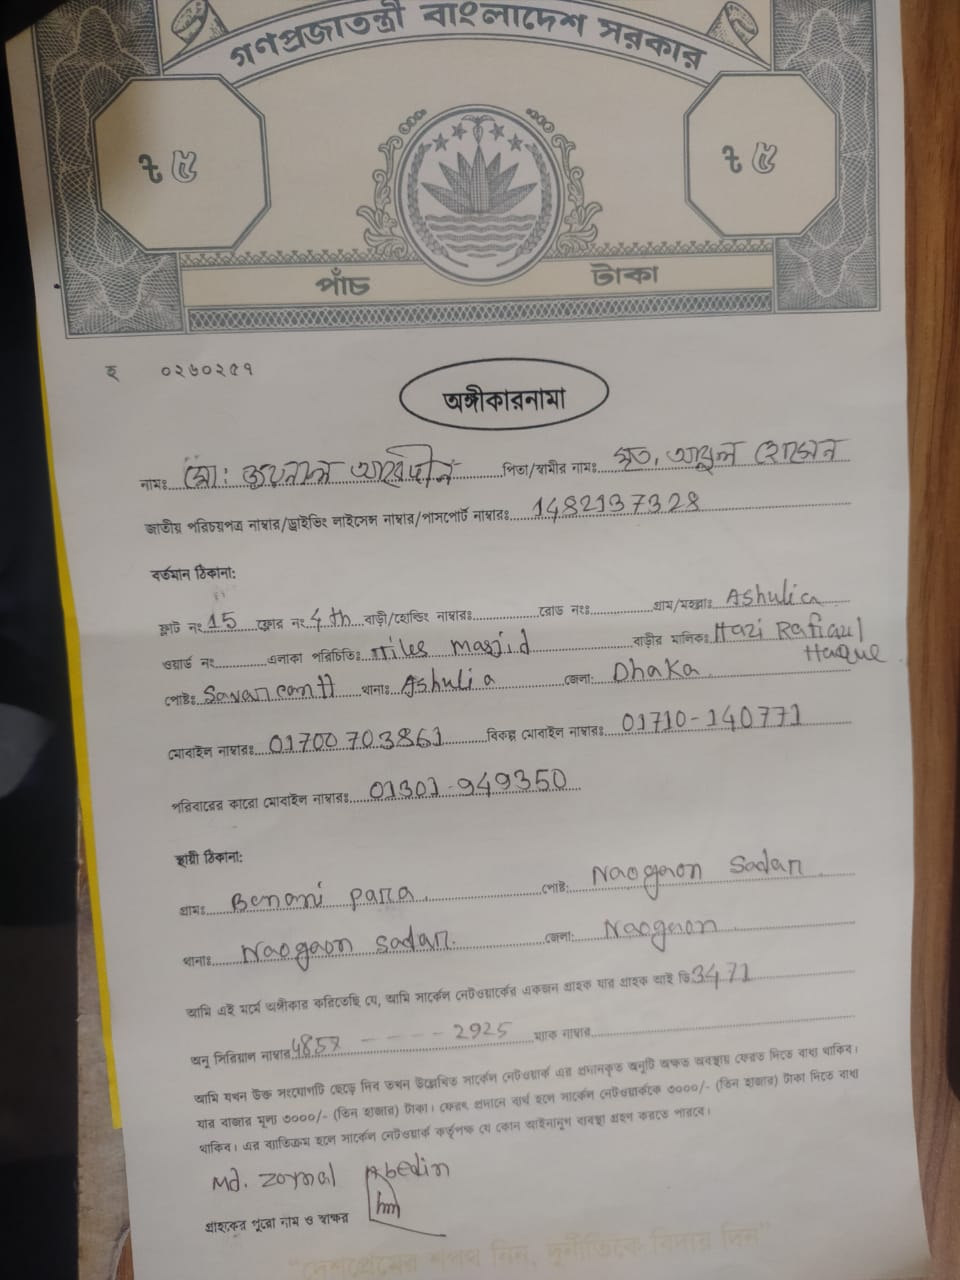 গণপ্রজাতন্ত্রী বাংলাদেশ সরকার
৳ ৫ ৳ ৫
পাঁচ টাকা
হ ০২৬০২৫৭
অঙ্গীকারনামা
নামঃ মো: জয়নাল আবেদীন পিতা/স্বামীর নামঃ মৃত, আবুল হোসেন
জাতীয় পরিচয়পত্র নাম্বার/ড্রাইভিং লাইসেন্স নাম্বার/পাসপোর্ট নাম্বারঃ 1482137328
বর্তমান ঠিকানা:
ফ্লাট নং 15 ফ্লোর নং 4th বাড়ী/হোল্ডিং নাম্বারঃ রোড নংঃ গ্রাম/মহল্লাঃ Ashulia
ওয়ার্ড নং এলাকা পরিচিতিঃ masjid বাড়ীর মালিকঃ Hazi Rafiqul
Haque
পোষ্টঃ Savar cantt থানাঃ Ashulia জেলা: Dhaka
মোবাইল নাম্বারঃ 01700 703861 বিকল্প মোবাইল নাম্বারঃ 01710-140771
পরিবারের কারো মোবাইল নাম্বারঃ 01301-949350
স্থায়ী ঠিকানা:
গ্রামঃ para পোষ্ট: Naogaon Sadar
থানাঃ Naogaon Sadar. জেলা: Naogaon
আমি এই মর্মে অঙ্গীকার করিতেছি যে, আমি সার্কেল নেটওয়ার্কের একজন গ্রাহক যার গ্রাহক আই ডি 3471
অনু সিরিয়াল নাম্বার - - - - 2925 ম্যাক নাম্বার
আমি যখন উক্ত সংযোগটি ছেড়ে দিব তখন উল্লেখিত সার্কেল নেটওয়ার্ক এর প্রদানকৃত অনুটি অক্ষত অবস্থায় ফেরত দিতে বাধ্য থাকিব।
যার বাজার মূল্য ৩০০০/- (তিন হাজার) টাকা। ফেরৎ প্রদানে ব্যর্থ হলে সার্কেল নেটওয়ার্ককে ৩০০০/- (তিন হাজার) টাকা দিতে বাধ্য
থাকিব। এর ব্যতিক্রম হলে সার্কেল নেটওয়ার্ক কর্তৃপক্ষ যে কোন আইনানুগ ব্যবস্থা গ্রহণ করতে পারবে।
Md. Zoynal Abedin
গ্রাহকের পুরো নাম ও স্বাক্ষর
"দেশপ্রেমের শপথ নিন, দুর্নীতিকে বিদায় দিন"